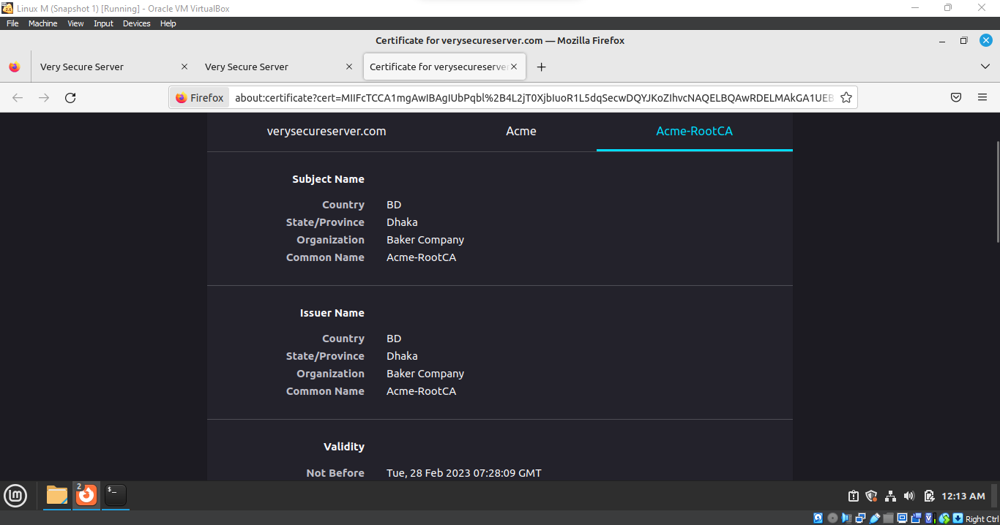 Linux M (Snapshot 1) [Running] - Oracle VM VirtualBox
File Machine View Input Devices Help
Certificate for verysecureserver.com — Mozilla Firefox
Very Secure Server Very Secure Server Certificate for verysecureserver
Firefox about:certificate?cert=MIIFcTCCA1mgAwIBAgIUbPqbl%2B4L2jT0XjbIuoR1L5dqSecwDQYJKoZIhvcNAQELBQAwRDELMAkGA1UEB
verysecureserver.com Acme Acme-RootCA
Subject Name
Country BD
State/Province Dhaka
Organization Baker Company
Common Name Acme-RootCA
Issuer Name
Country BD
State/Province Dhaka
Organization Baker Company
Common Name Acme-RootCA
Validity
Not Before Tue, 28 Feb 2023 07:28:09 GMT
2
$_
12:13 AM
Right Ctrl